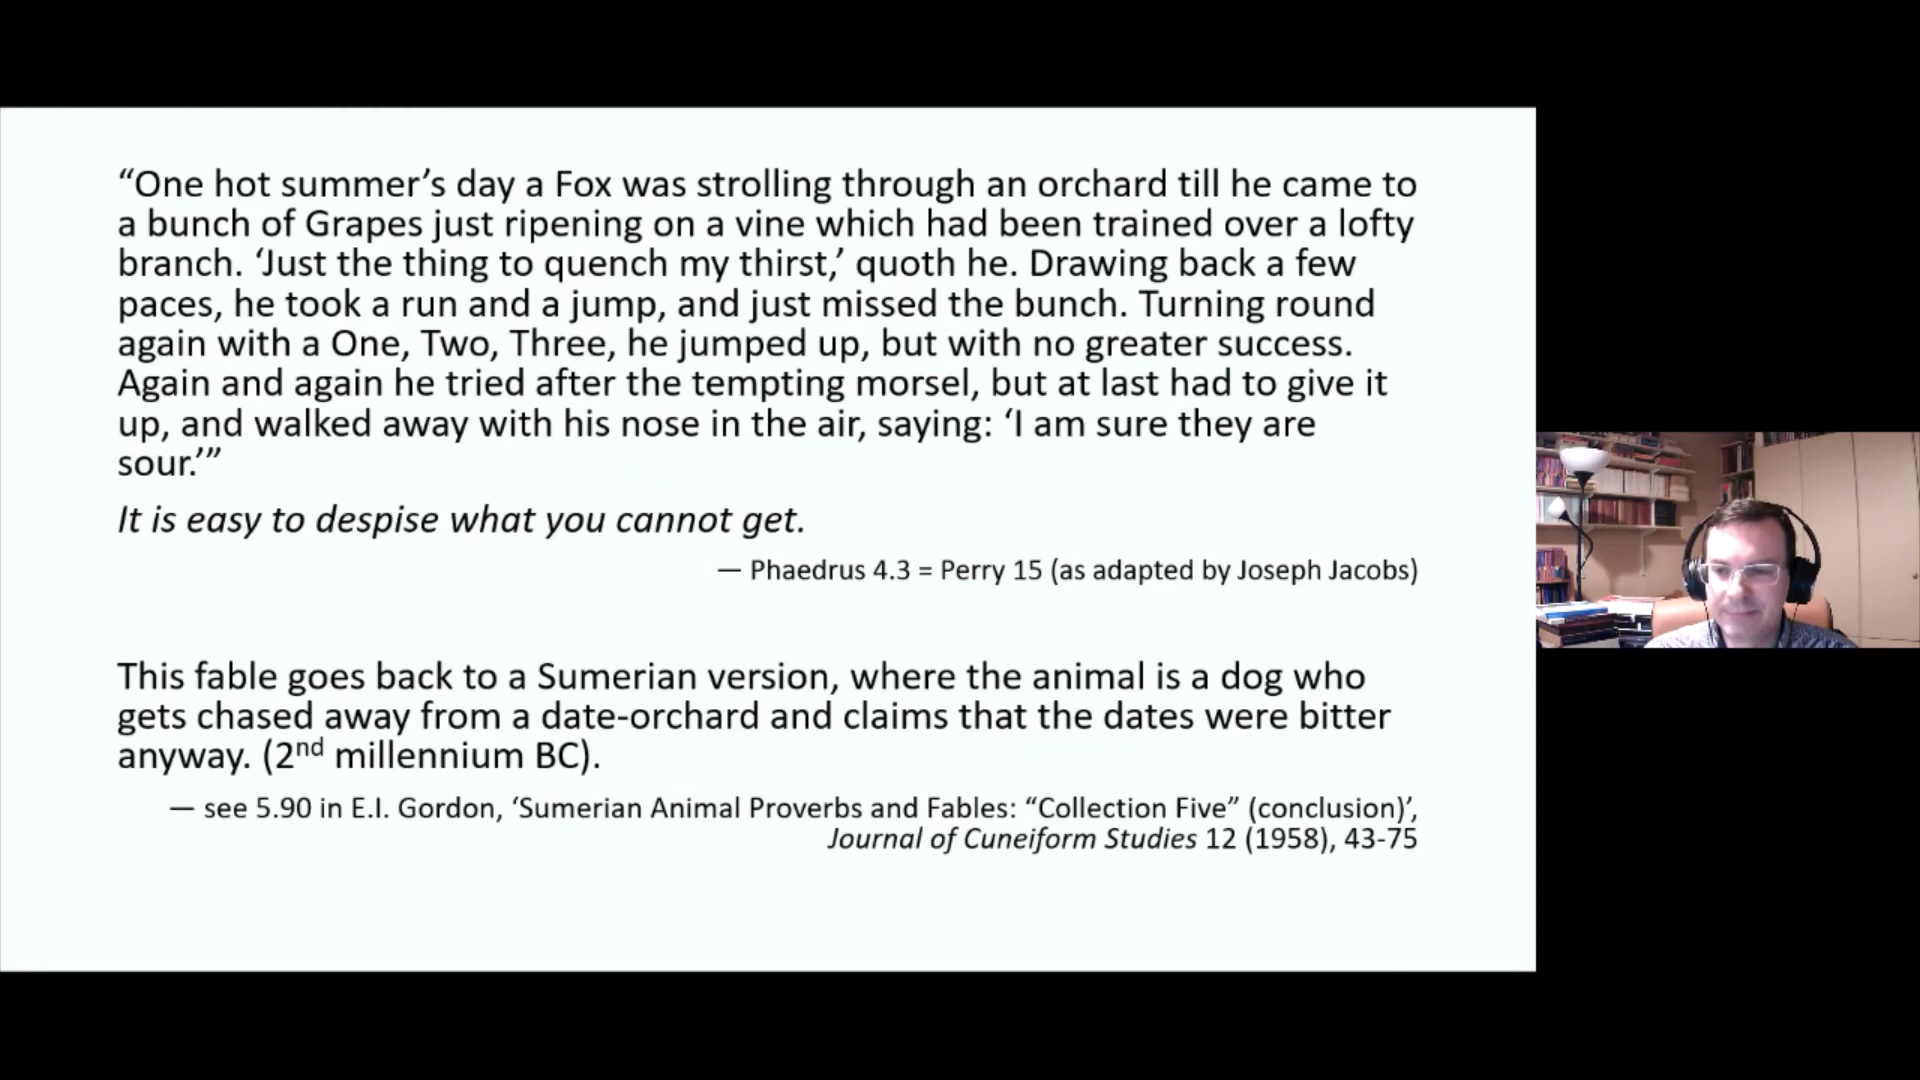 “One hot summer’s day a Fox was strolling through an orchard till he came to
a bunch of Grapes just ripening on a vine which had been trained over a lofty
branch. ‘Just the thing to quench my thirst,’ quoth he. Drawing back a few
paces, he took a run and a jump, and just missed the bunch. Turning round
again with a One, Two, Three, he jumped up, but with no greater success.
Again and again he tried after the tempting morsel, but at last had to give it
up, and walked away with his nose in the air, saying: ‘I am sure they are
sour.’”
It is easy to despise what you cannot get.
— Phaedrus 4.3 = Perry 15 (as adapted by Joseph Jacobs)
This fable goes back to a Sumerian version, where the animal is a dog who
gets chased away from a date-orchard and claims that the dates were bitter
anyway. (2nd millennium BC).
— see 5.90 in E.I. Gordon, ‘Sumerian Animal Proverbs and Fables: “Collection Five” (conclusion)’,
Journal of Cuneiform Studies 12 (1958), 43-75